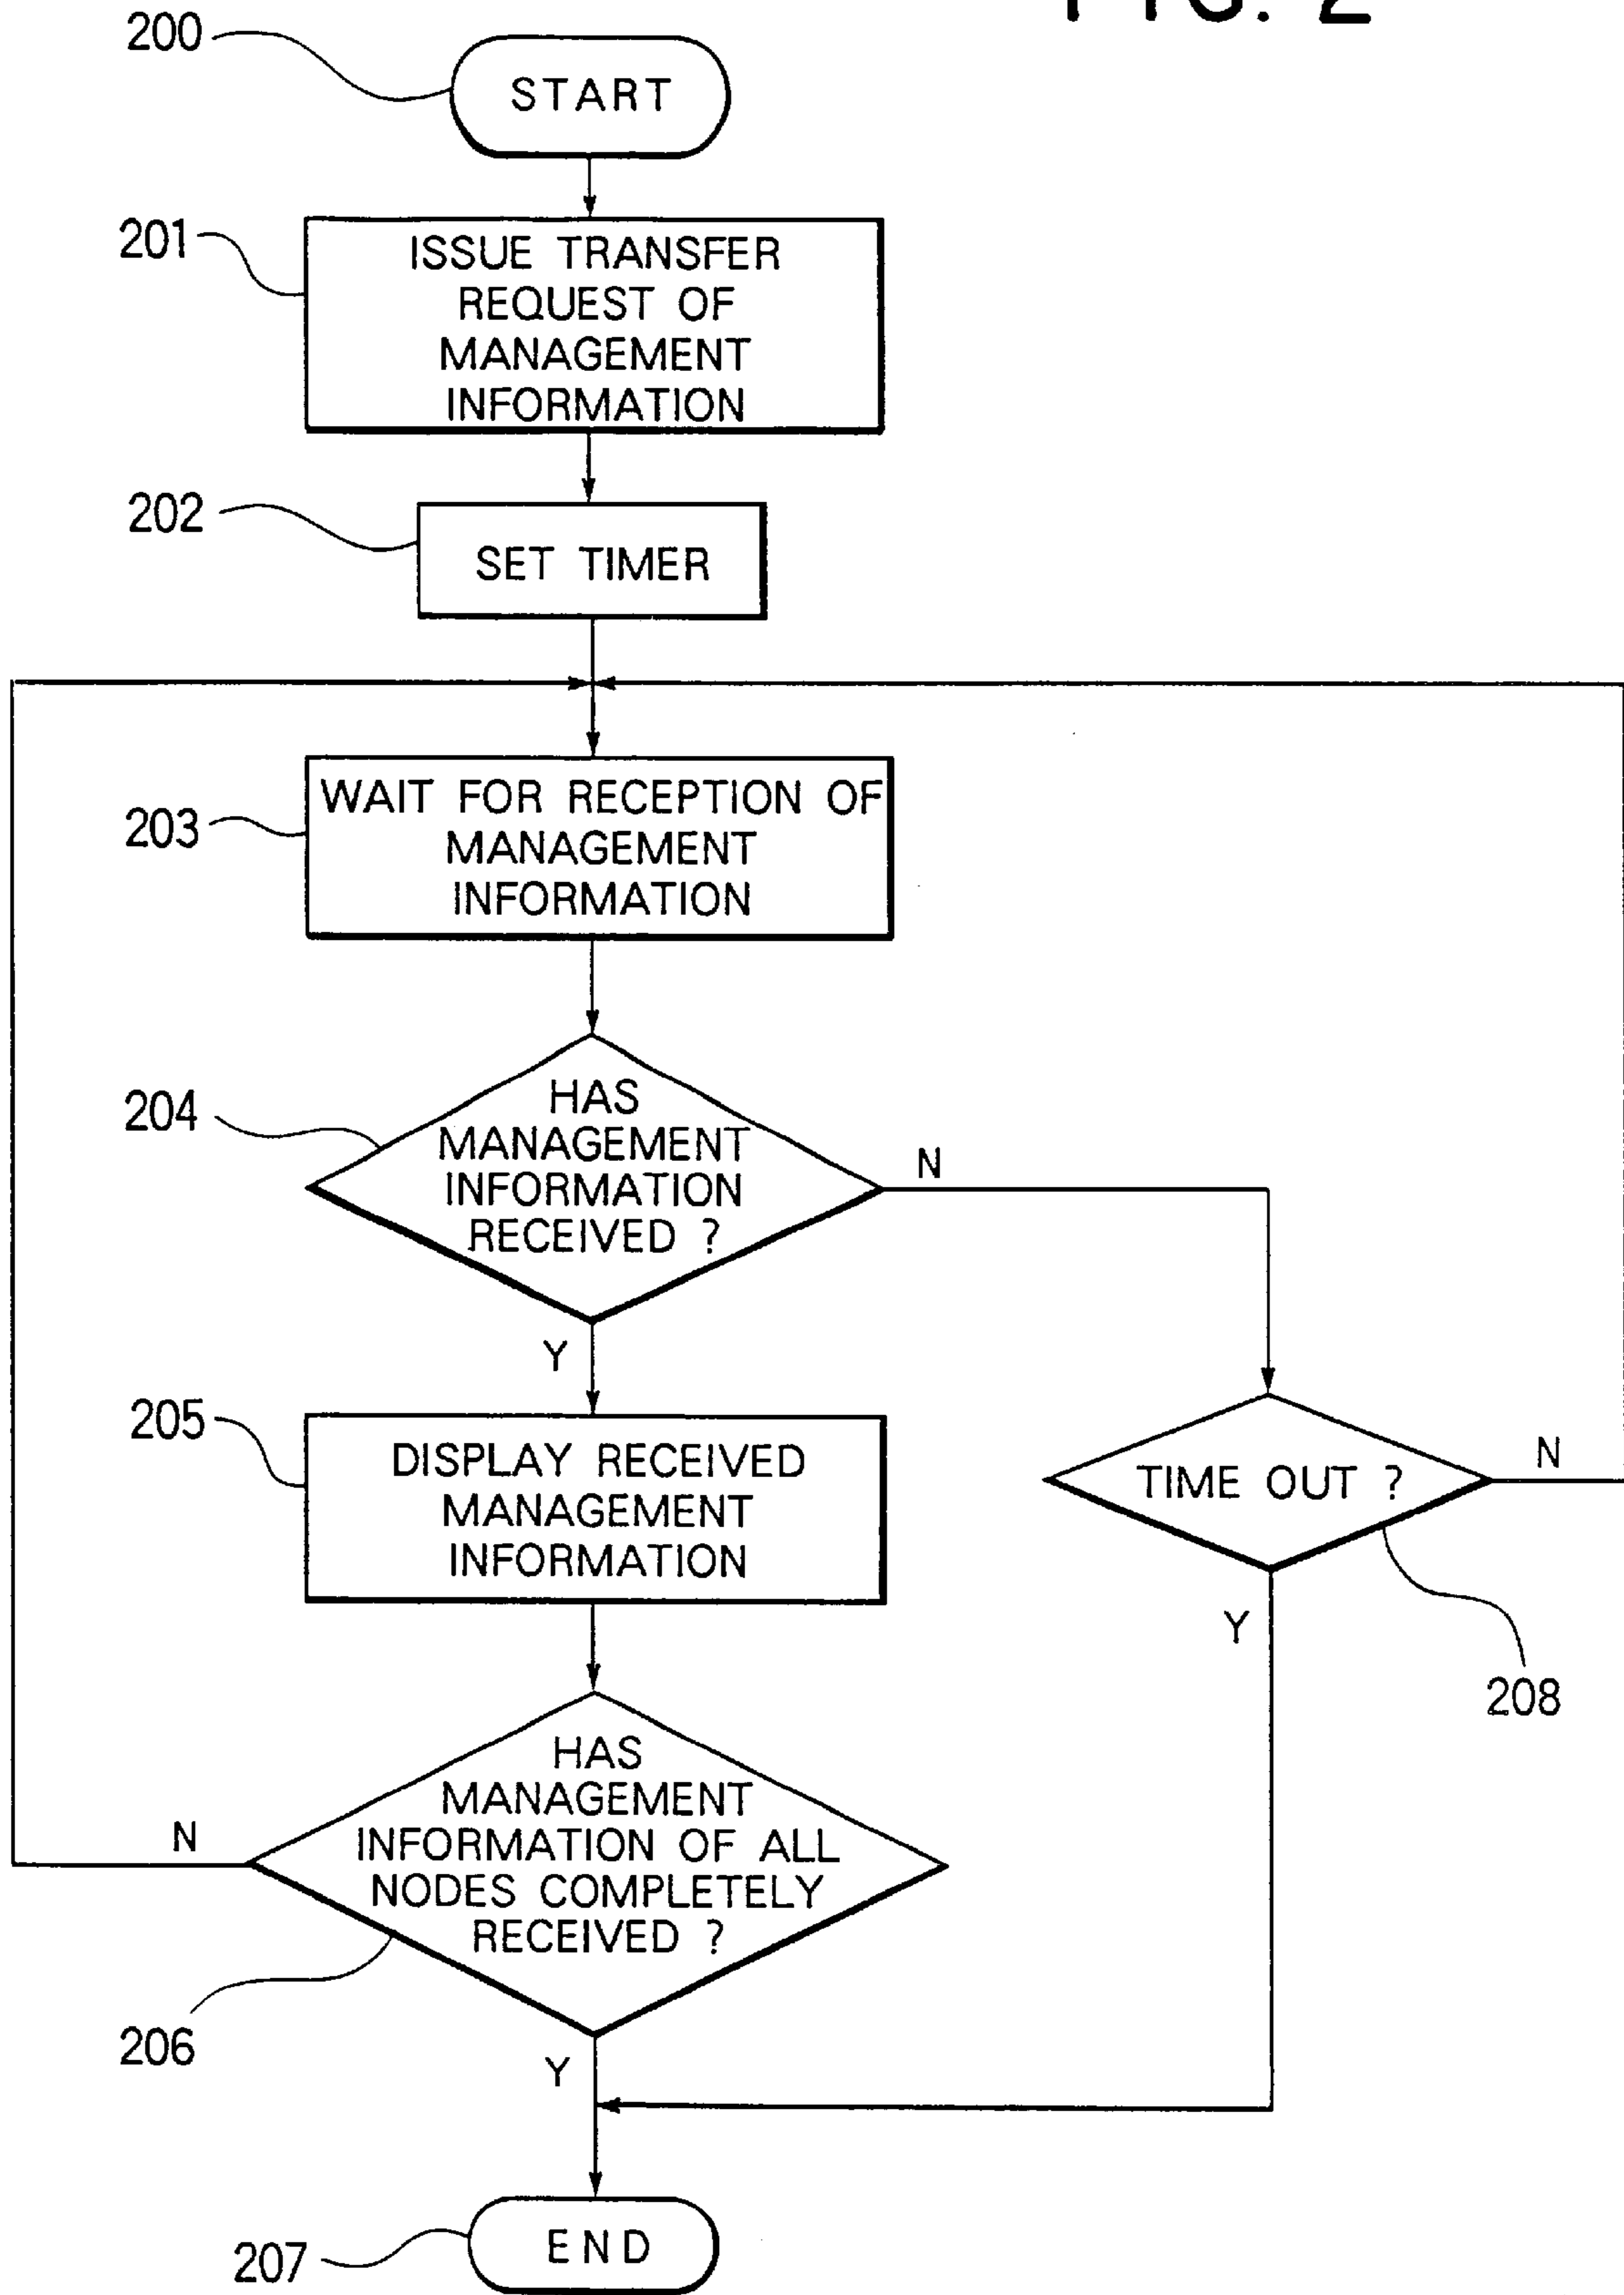 FIG. 2
200
START
201
ISSUE TRANSFER
REQUEST OF
MANAGEMENT
INFORMATION
202
SET TIMER
203
WAIT FOR RECEPTION OF
MANAGEMENT
INFORMATION
204
HAS
MANAGEMENT
INFORMATION
RECEIVED ?
N
Y
205
DISPLAY RECEIVED
MANAGEMENT
INFORMATION
TIME OUT ?
N
Y
208
HAS
MANAGEMENT
INFORMATION OF ALL
NODES COMPLETELY
RECEIVED ?
N
206
Y
END
207